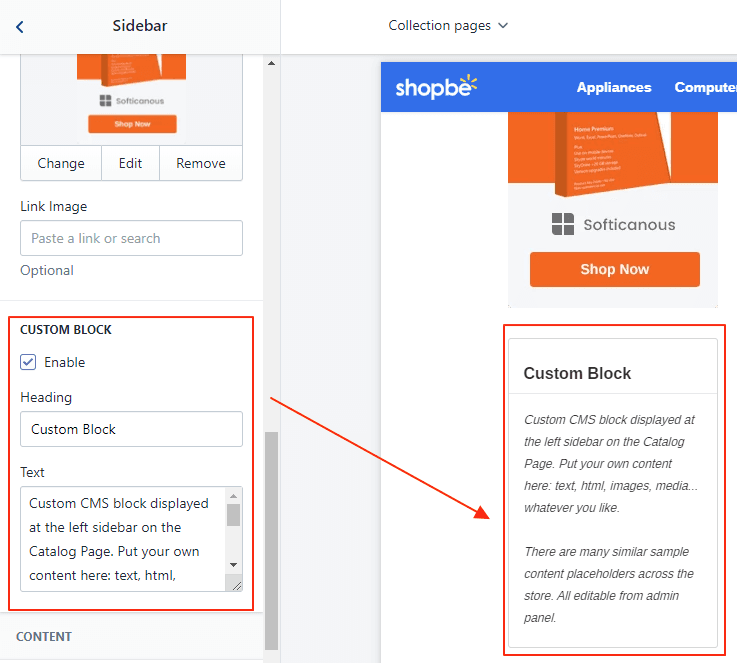 Sidebar
Collection pages
Softicanous
Shop Now
Change
Edit
Remove
Link Image
Paste a link or search
Optional
CUSTOM BLOCK
Enable
Heading
Custom Block
Text
Custom CMS block displayed
at the left sidebar on the
Catalog Page. Put your own
content here: text, html,
CONTENT
shopbe
Appliances
Computer
Home Premium
Softicanous
Shop Now
Custom Block
Custom CMS block displayed at
the left sidebar on the Catalog
Page. Put your own content
here: text, html, images, media...
whatever you like.
There are many similar sample
content placeholders across the
store. All editable from admin
panel.